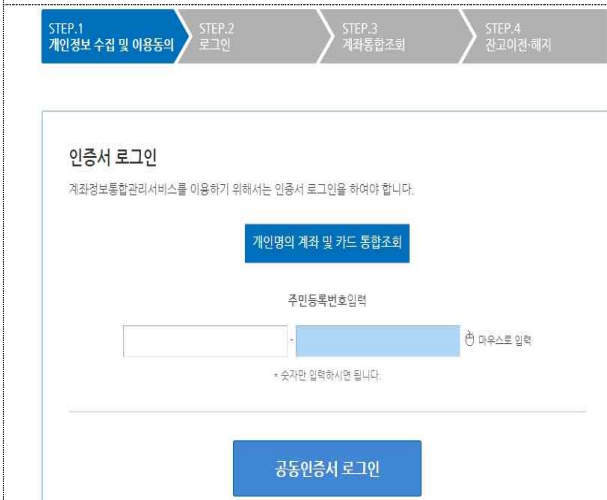 STEP.1
개인정보 수집 및 이용동의
STEP.2
로그인
STEP.3
계좌통합조회
STEP.4
잔고이전·해지
인증서 로그인
계좌정보통합관리서비스를 이용하기 위해서는 인증서 로그인을 하여야 합니다.
개인명의 계좌 및 카드 통합조회
주민등록번호입력
-
마우스로 입력
* 숫자만 입력하시면 됩니다.
공동인증서 로그인